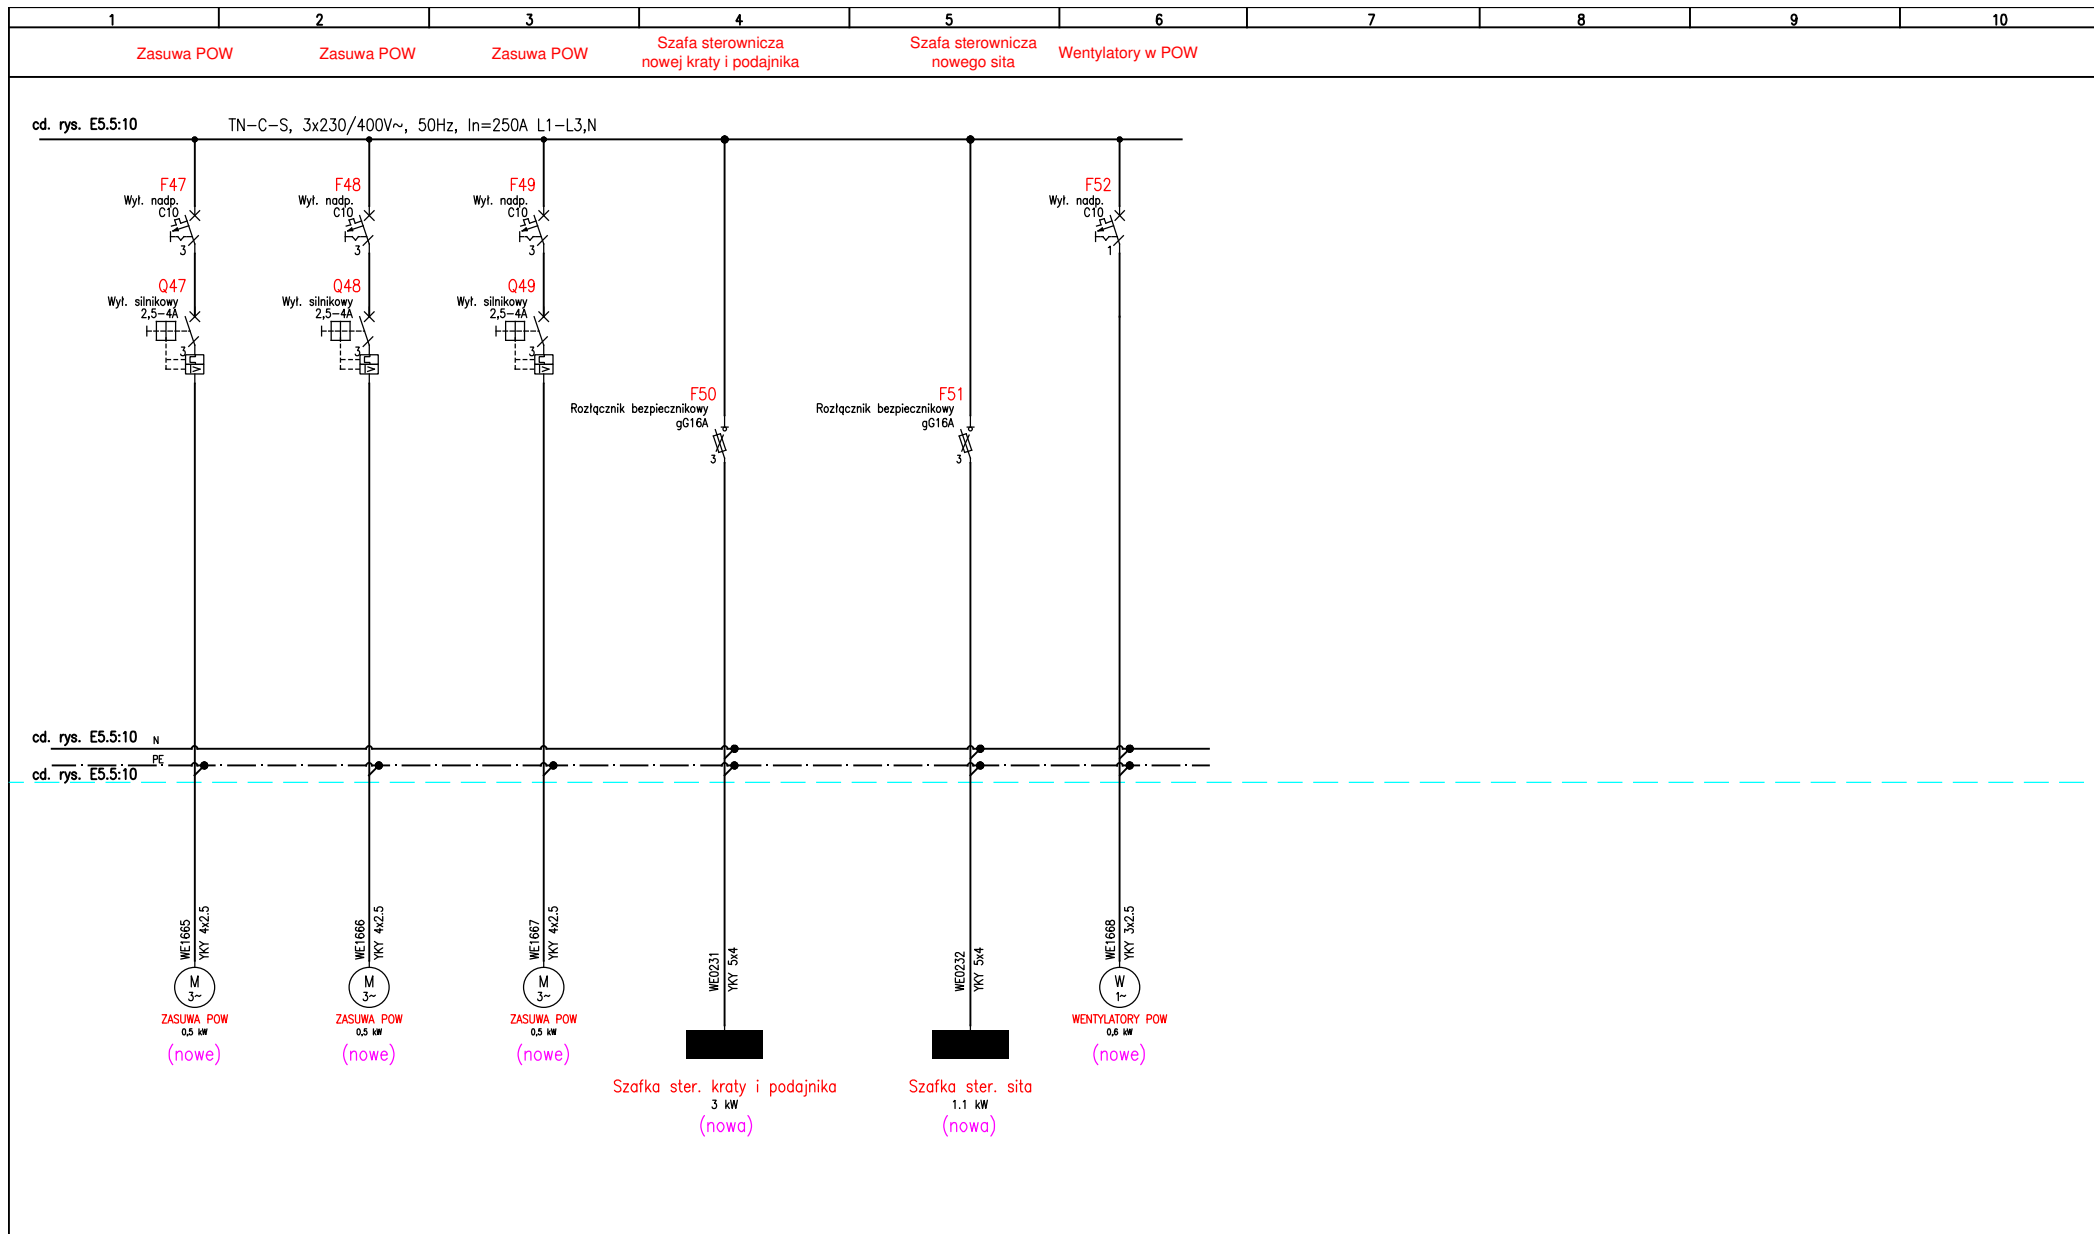 1 2 3 4 5 6 7 8 9 10
Zasuwa POW
Zasuwa POW
Zasuwa POW
Szafa sterownicza
nowej kraty i podajnika
Szafa sterownicza
nowego sita
Wentylatory w POW
cd. rys. E5.5:10
TN-C-S, 3x230/400V~, 50Hz, In=250A L1-L3,N
F47
Wył. nadp.
C10
3
F48
Wył. nadp.
C10
3
F49
Wył. nadp.
C10
3
F52
Wył. nadp.
C10
1
Q47
Wył. silnikowy
2,5-4A
3
I>
Q48
Wył. silnikowy
2,5-4A
3
I>
Q49
Wył. silnikowy
2,5-4A
3
I>
F50
Rozłącznik bezpiecznikowy
gG16A
3
F51
Rozłącznik bezpiecznikowy
gG16A
3
cd. rys. E5.5:10 N
PE
cd. rys. E5.5:10
WE1665
YKY 4x2.5
WE1666
YKY 4x2.5
WE1667
YKY 4x2.5
WE0231
YKY 5x4
WE0232
YKY 5x4
WE1668
YKY 3x2.5
M
3~
ZASUWA POW
0,5 kW
(nowe)
M
3~
ZASUWA POW
0,5 kW
(nowe)
M
3~
ZASUWA POW
0,5 kW
(nowe)
Szafka ster. kraty i podajnika
3 kW
(nowa)
Szafka ster. sita
1.1 kW
(nowa)
W
1~
WENTYLATORY POW
0,6 kW
(nowe)